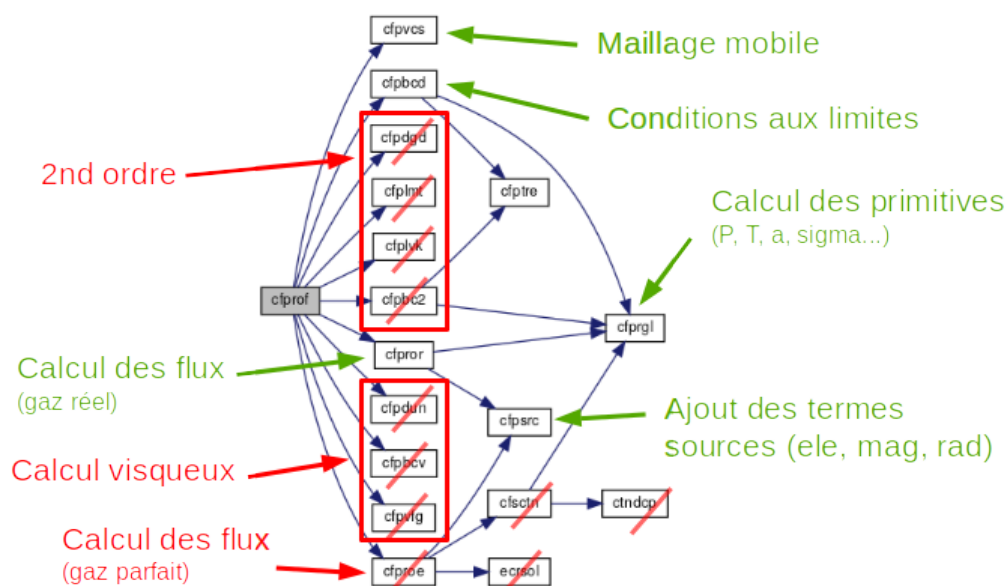 cfpvcs
Maillage mobile
cfpbcd
Conditions aux limites
cfpdgd
2nd ordre
cfplmt
cfptre
Calcul des primitives
(P, T, a, sigma...)
cfplvk
cfprof
cfpbc2
cfprgl
cfpror
Calcul des flux
(gaz réel)
cfpdun
cfpsrc
Ajout des termes
sources (ele, mag, rad)
Calcul visqueux
cfpbcv
cfsctn
ctndcp
cfpvfg
Calcul des flux
(gaz parfait)
cfproe
ecrsol